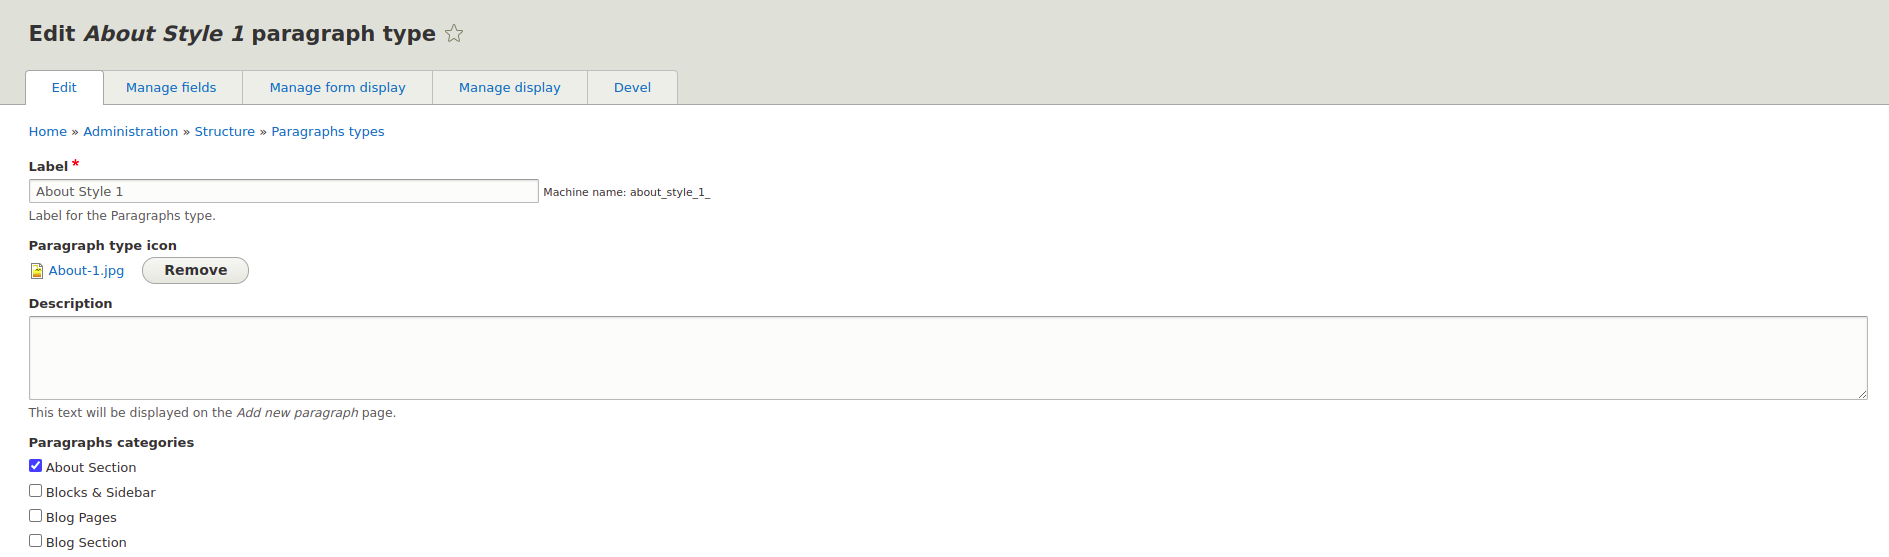 Edit About Style 1 paragraph type
Edit Manage fields Manage form display Manage display Devel
Home » Administration » Structure » Paragraphs types
Label *
About Style 1 Machine name: about_style_1_
Label for the Paragraphs type.
Paragraph type icon
About-1.jpg Remove
Description
This text will be displayed on the Add new paragraph page.
Paragraphs categories
About Section
Blocks & Sidebar
Blog Pages
Blog Section